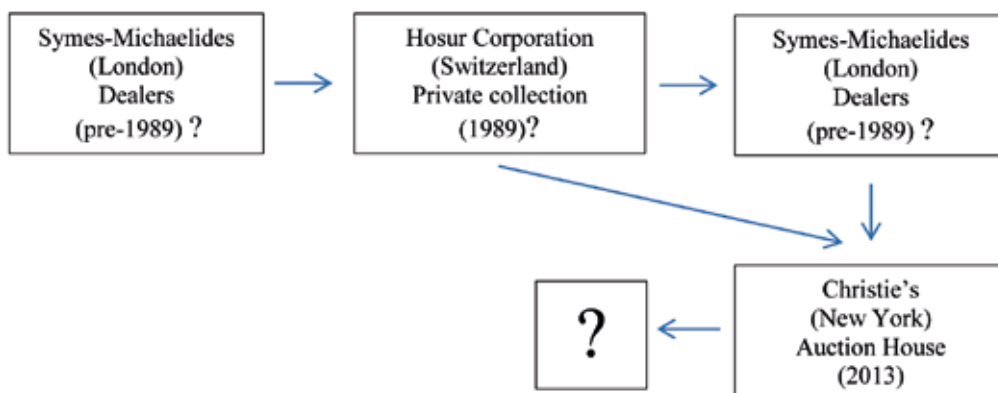 Symes-Michaelides
(London)
Dealers
(pre-1989) ?
Hosur Corporation
(Switzerland)
Private collection
(1989)?
Symes-Michaelides
(London)
Dealers
(pre-1989) ?
?
Christie’s
(New York)
Auction House
(2013)